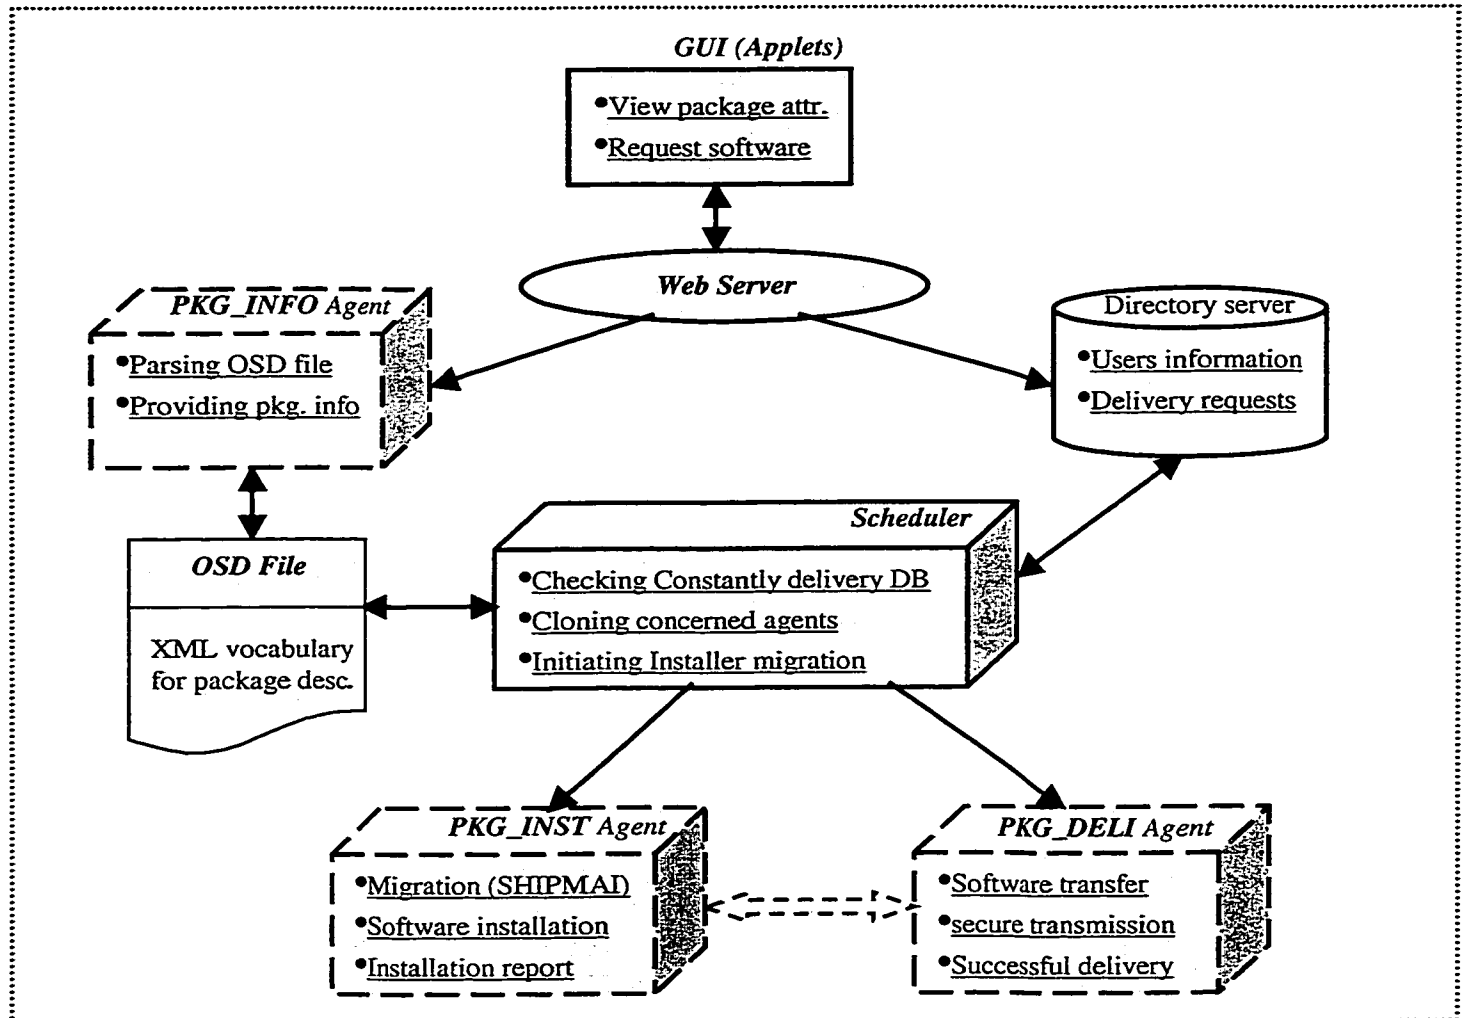 GUI (Applets)
•View package attr.
•Request software
Web Server
PKG_INFO Agent
•Parsing OSD file
•Providing pkg. info
Directory server
•Users information
•Delivery requests
OSD File
XML vocabulary
for package desc.
Scheduler
•Checking Constantly delivery DB
•Cloning concerned agents
•Initiating Installer migration
PKG_INST Agent
•Migration (SHIPMAI)
•Software installation
•Installation report
PKG_DELI Agent
•Software transfer
•secure transmission
•Successful delivery